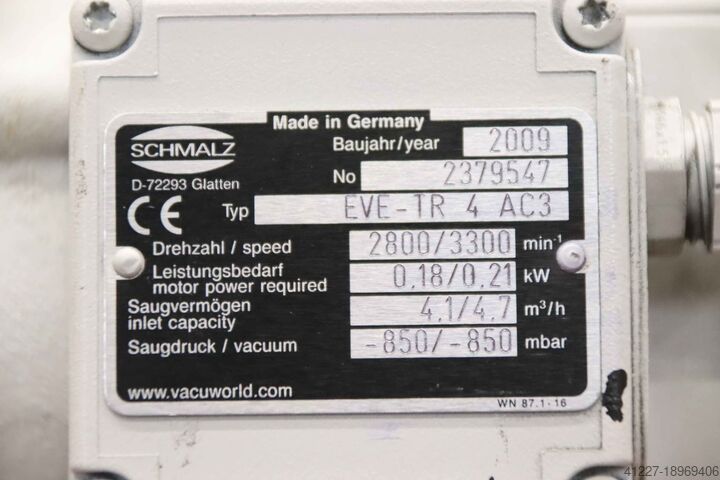 Made in Germany
SCHMALZ
Baujahr/year 2009
D-72293 Glatten
No 2379547
CE
Typ EVE-TR 4 AC3
Drehzahl / speed 2800/3300 min⁻¹
Leistungsbedarf
motor power required 0,18/0,21 kW
Saugvermögen
inlet capacity 4,1/4,7 m³/h
Saugdruck / vacuum -850/-850 mbar
www.vacuworld.com
WN 87.1-16
41227-18969406